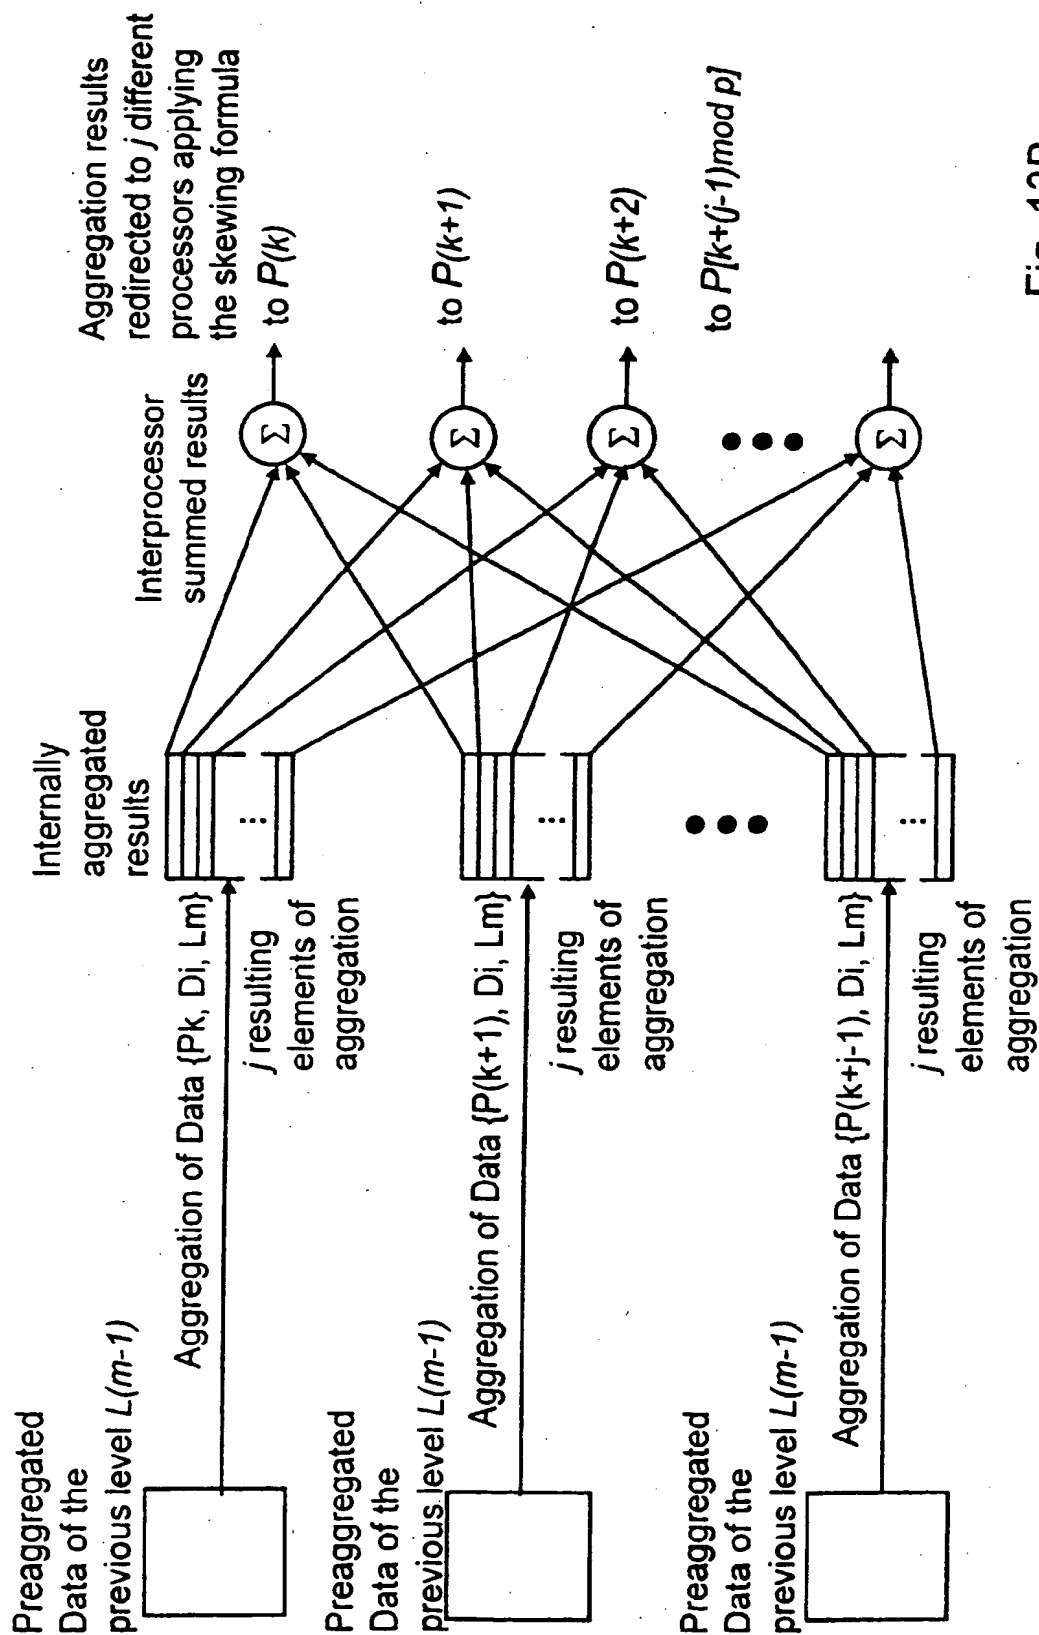 Preaggregated
Data of the
previous level L(m-1)
Aggregation of Data {Pk, Di, Lm}
j resulting
elements of
aggregation
Internally
aggregated
results
...
Interprocessor
summed results
Σ
Aggregation results
redirected to j different
processors applying
the skewing formula
to P(k)
Preaggregated
Data of the
previous level L(m-1)
Aggregation of Data {P(k+1), Di, Lm}
j resulting
elements of
aggregation
...
Σ
to P(k+1)
Σ
to P(k+2)
to P[k+(j-1)mod p]
Preaggregated
Data of the
previous level L(m-1)
Aggregation of Data {P(k+j-1), Di, Lm}
j resulting
elements of
aggregation
...
Σ